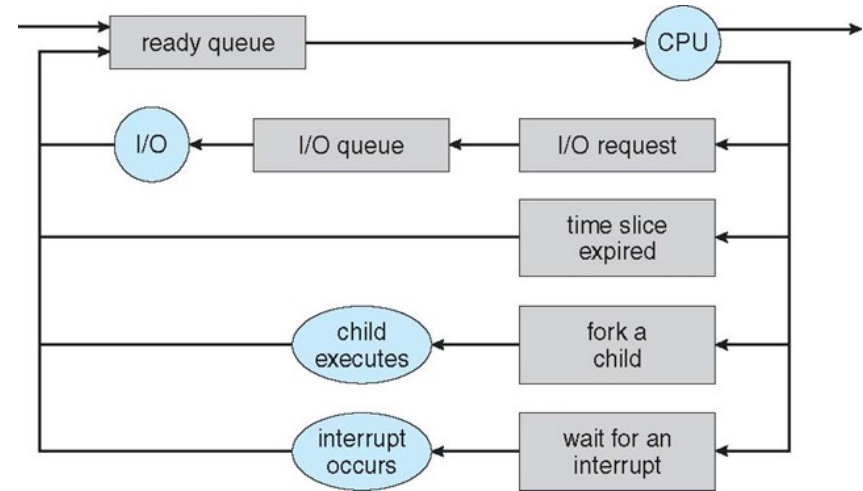 ready queue
CPU
I/O
I/O queue
I/O request
time slice
expired
child
executes
fork a
child
interrupt
occurs
wait for an
interrupt